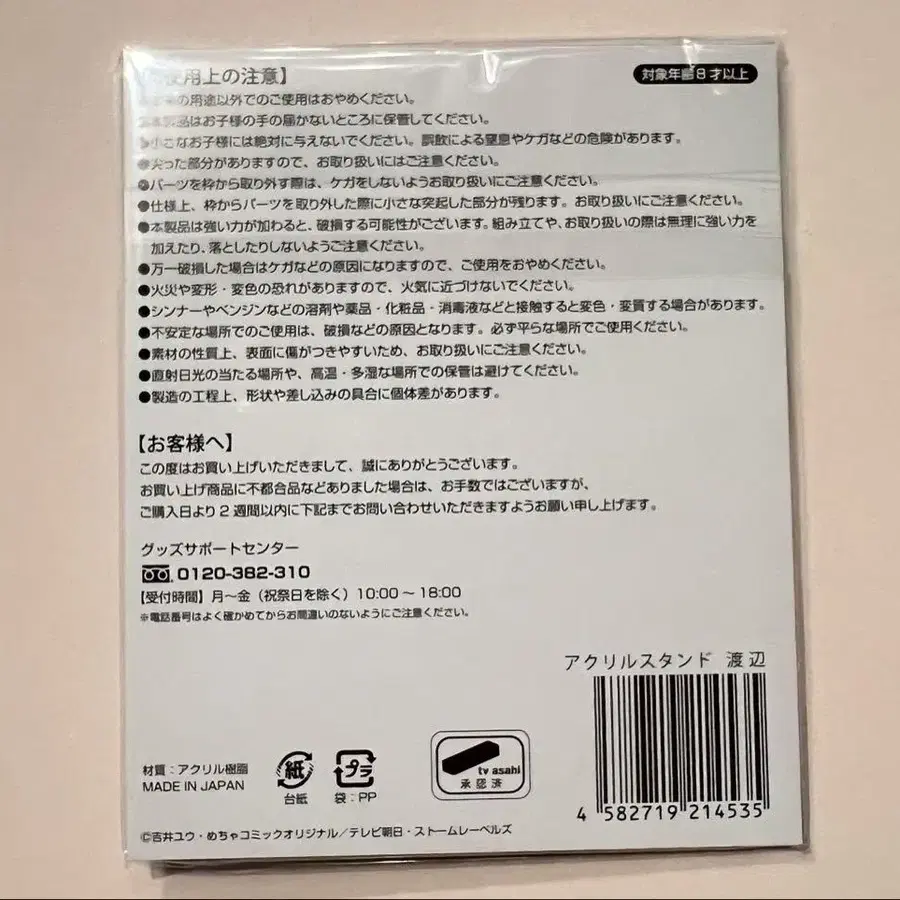 使用上の注意】
対象年齢8才以上
の用途以外でのご使用はおやめください。
本製品はお子様の手の届かないところに保管してください。
●小さなお子様には絶対に与えないでください。誤飲による窒息やケガなどの危険があります。
●尖った部分がありますので、お取り扱いにはご注意ください。
●パーツを枠から取り外す際は、ケガをしないようお取り扱いにご注意ください。
●仕様上、枠からパーツを取り外した際に小さな突起した部分が残ります。お取り扱いにご注意ください。
●本製品は強い力が加わると、破損する可能性がございます。組み立てや、お取り扱いの際は無理に強い力を
加えたり、落としたりしないようご注意ください。
●万一破損した場合はケガなどの原因になりますので、ご使用をおやめください。
●火災や変形・変色の恐れがありますので、火気に近づけないでください。
●シンナーやベンジンなどの溶剤や薬品・化粧品・消毒液などと接触すると変色・変質する場合があります。
●不安定な場所でのご使用は、破損などの原因となります。必ず平らな場所でご使用ください。
●素材の性質上、表面に傷がつきやすいため、お取り扱いにご注意ください。
●直射日光の当たる場所や、高温・多湿な場所での保管は避けてください。
●製造の工程上、形状や差し込みの具合に個体差があります。
【お客様へ】
この度はお買い上げいただきまして、誠にありがとうございます。
お買い上げ商品に不都合品などありました場合は、お手数ではございますが、
ご購入日より2週間以内に下記までお問い合わせいただきますようお願い申し上げます。
グッズサポートセンター
0120-382-310
【受付時間】月～金（祝祭日を除く）10:00～18:00
※電話番号はよく確かめてからお間違いのないようにご注意ください。
アクリルスタンド 渡辺
4 582719 214535
材質：アクリル樹脂
MADE IN JAPAN
紙
台紙
プラ
袋：PP
tv asahi
承認済
©吉井ユウ・めちゃコミックオリジナル／テレビ朝日・ストームレーベルズ